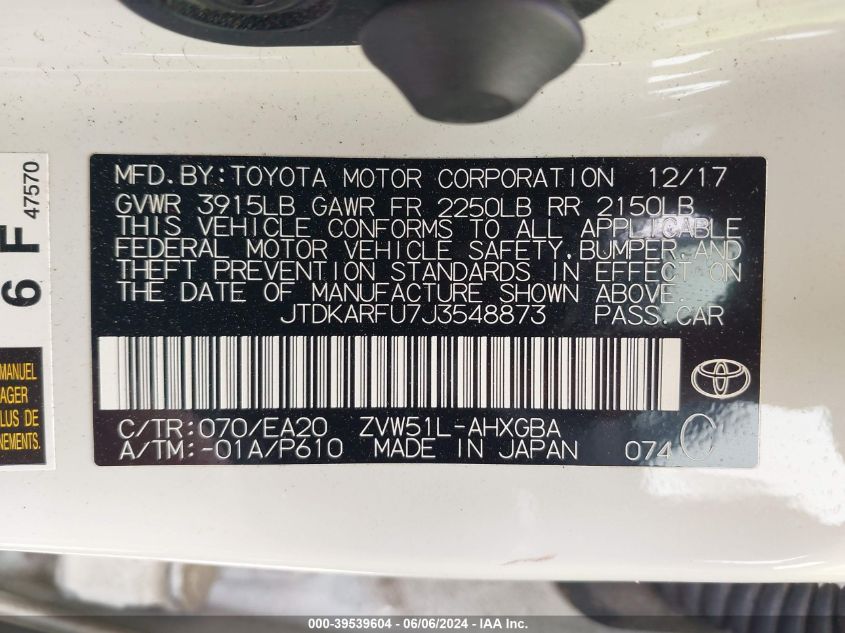 MFD.BY:TOYOTA MOTOR CORPORATION 12/17
GVWR 3915LB GAWR FR 2250LB RR 2150LB
THIS VEHICLE CONFORMS TO ALL APPLICABLE
FEDERAL MOTOR VEHICLE SAFETY,BUMPER,AND
THEFT PREVENTION STANDARDS IN EFFECT ON
THE DATE OF MANUFACTURE SHOWN ABOVE.
JTDKARFU7J3548873 PASS.CAR
C/TR:070/EA20 ZVW51L-AHXGBA
A/TM:-01A/P610 MADE IN JAPAN 074 C
6 F
47570
MANUEL
AGER
LUS DE
NEMENTS.
000-39539604 - 06/06/2024 - IAA Inc.